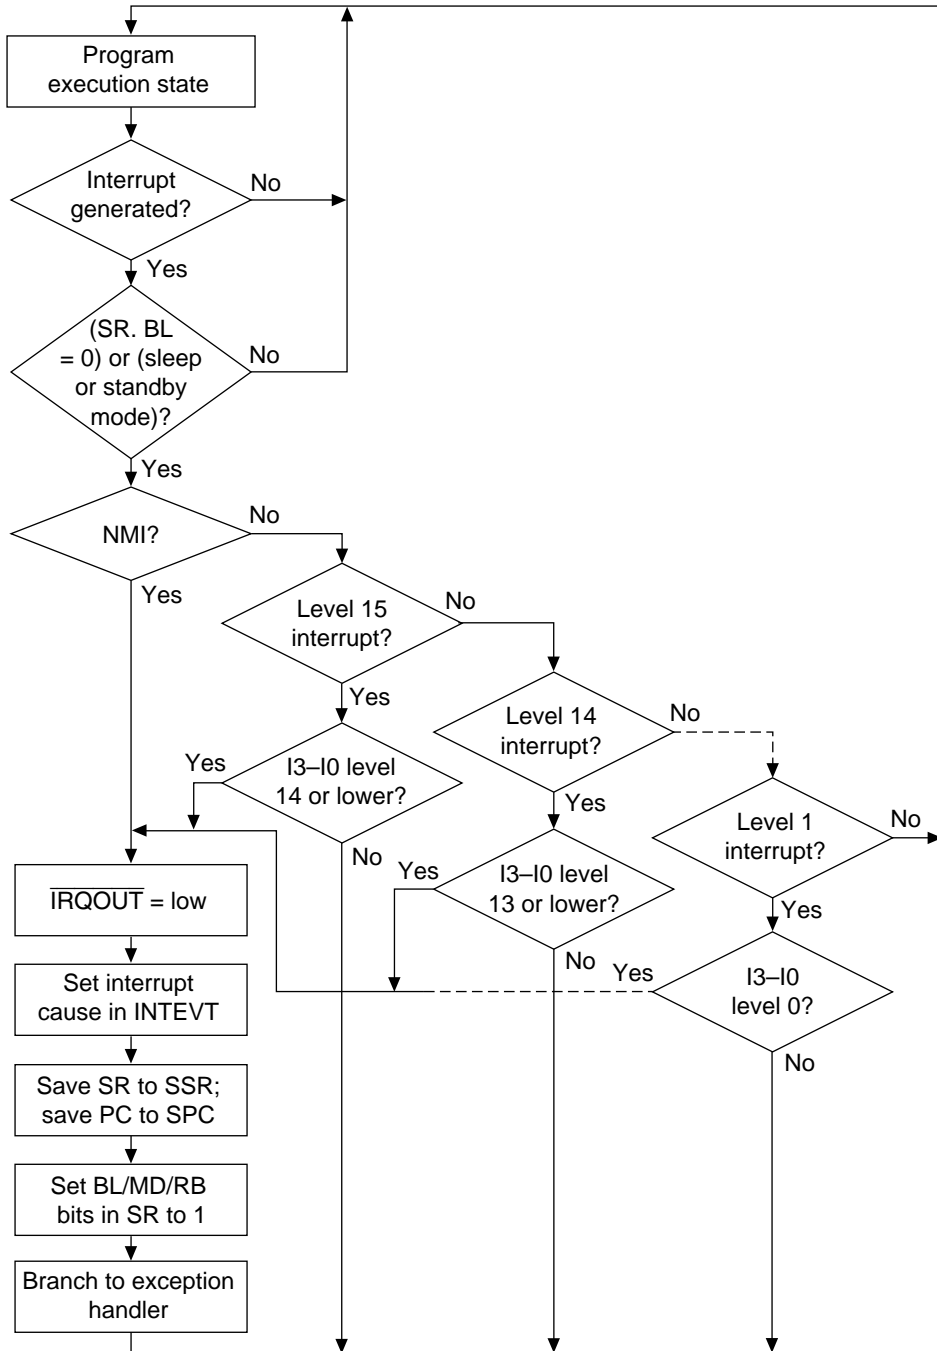 Program
execution state
Interrupt
generated?
No
Yes
(SR. BL
= 0) or (sleep
or standby
mode)?
No
Yes
NMI?
No
Yes
Level 15
interrupt?
No
Yes
Level 14
interrupt?
No
Yes
I3–I0 level
14 or lower?
Yes
No
Level 1
interrupt?
No
Yes
I3–I0 level
13 or lower?
Yes
No
I3–I0
level 0?
Yes
No
IRQOUT = low
Set interrupt
cause in INTEVT
Save SR to SSR;
save PC to SPC
Set BL/MD/RB
bits in SR to 1
Branch to exception
handler